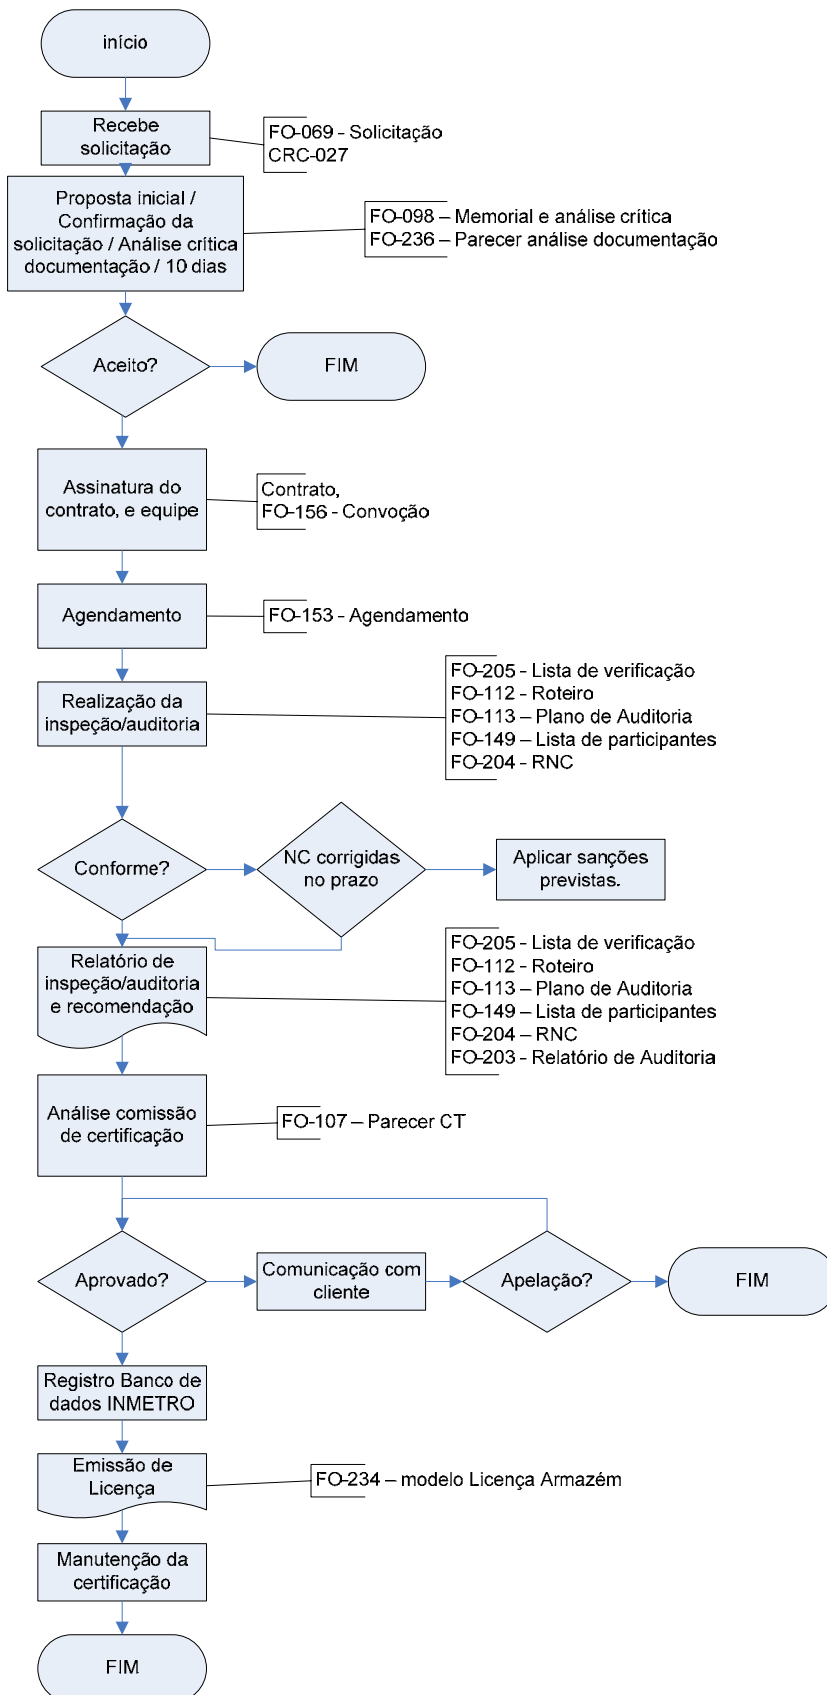 início
Recebe
solicitação
FO-069 - Solicitação
CRC-027
Proposta inicial /
Confirmação da
solicitação / Análise crítica
documentação / 10 dias
FO-098 – Memorial e análise crítica
FO-236 – Parecer análise documentação
Aceito?
FIM
Assinatura do
contrato, e equipe
Contrato,
FO-156 - Convoção
Agendamento
FO-153 - Agendamento
Realização da
inspeção/auditoria
FO-205 - Lista de verificação
FO-112 - Roteiro
FO-113 – Plano de Auditoria
FO-149 – Lista de participantes
FO-204 - RNC
Conforme?
NC corrigidas
no prazo
Aplicar sanções
previstas.
Relatório de
inspeção/auditoria
e recomendação
FO-205 - Lista de verificação
FO-112 - Roteiro
FO-113 – Plano de Auditoria
FO-149 – Lista de participantes
FO-204 – RNC
FO-203 - Relatório de Auditoria
Análise comissão
de certificação
FO-107 – Parecer CT
Aprovado?
Comunicação com
cliente
Apelação?
FIM
Registro Banco de
dados INMETRO
Emissão de
Licença
FO-234 – modelo Licença Armazém
Manutenção da
certificação
FIM